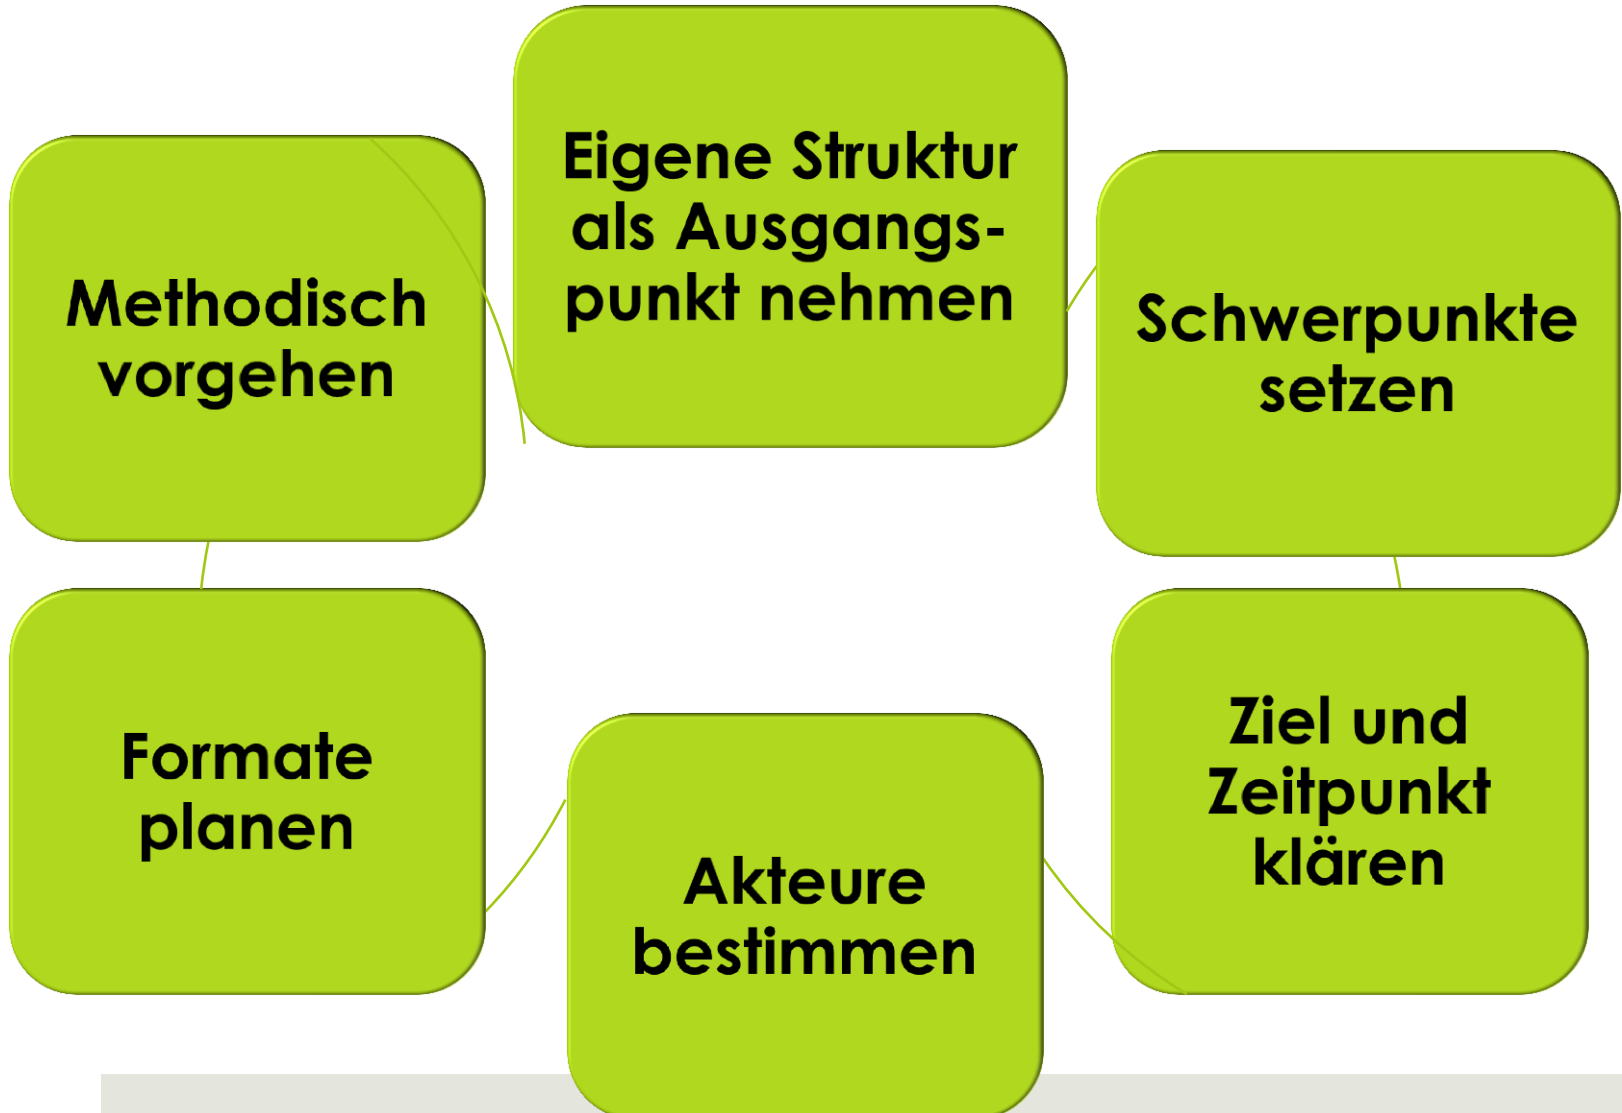 Eigene Struktur
als Ausgangs-
punkt nehmen
Schwerpunkte
setzen
Ziel und
Zeitpunkt
klären
Akteure
bestimmen
Formate
planen
Methodisch
vorgehen